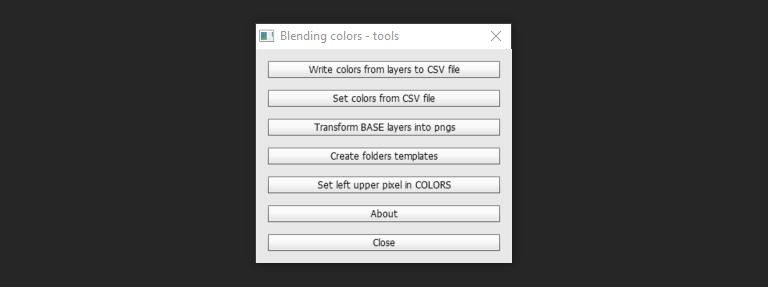 Blending colors - tools
Write colors from layers to CSV file
Set colors from CSV file
Transform BASE layers into pngs
Create folders templates
Set left upper pixel in COLORS
About
Close